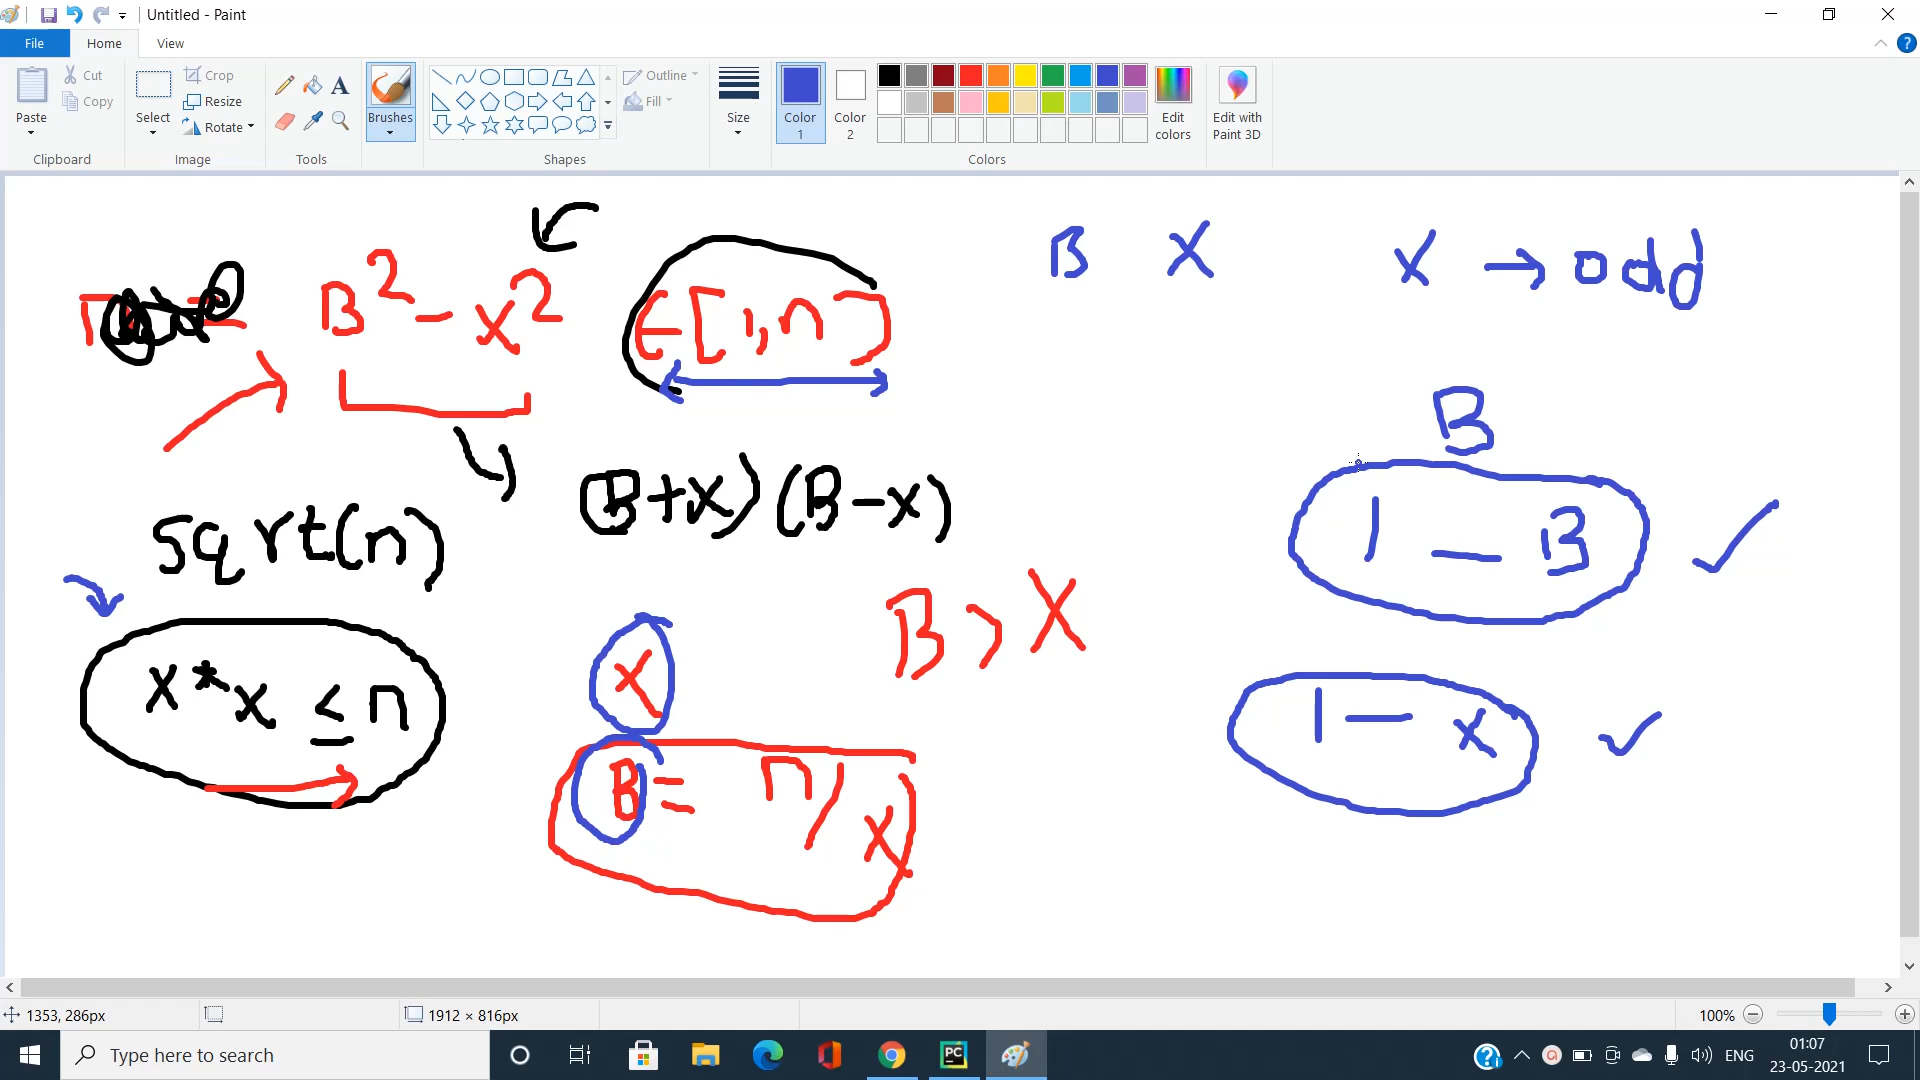 Untitled - Paint
File Home View
Paste
Cut
Copy
Clipboard
Select
Crop
Resize
Rotate
Image
Tools
Brushes
Shapes
Outline
Fill
Size
Color 1
Color 2
Colors
Edit colors
Edit with Paint 3D
B² - x² ∈ [1, n]
B X X → odd
sqrt(n)
(B+x) (B-x)
B
1 — B
x*x ≤ n
B > X
x
1 — x
B = n/x
1353, 286px
1912 × 816px
100%
Type here to search
PC
ENG
01:07
23-05-2021